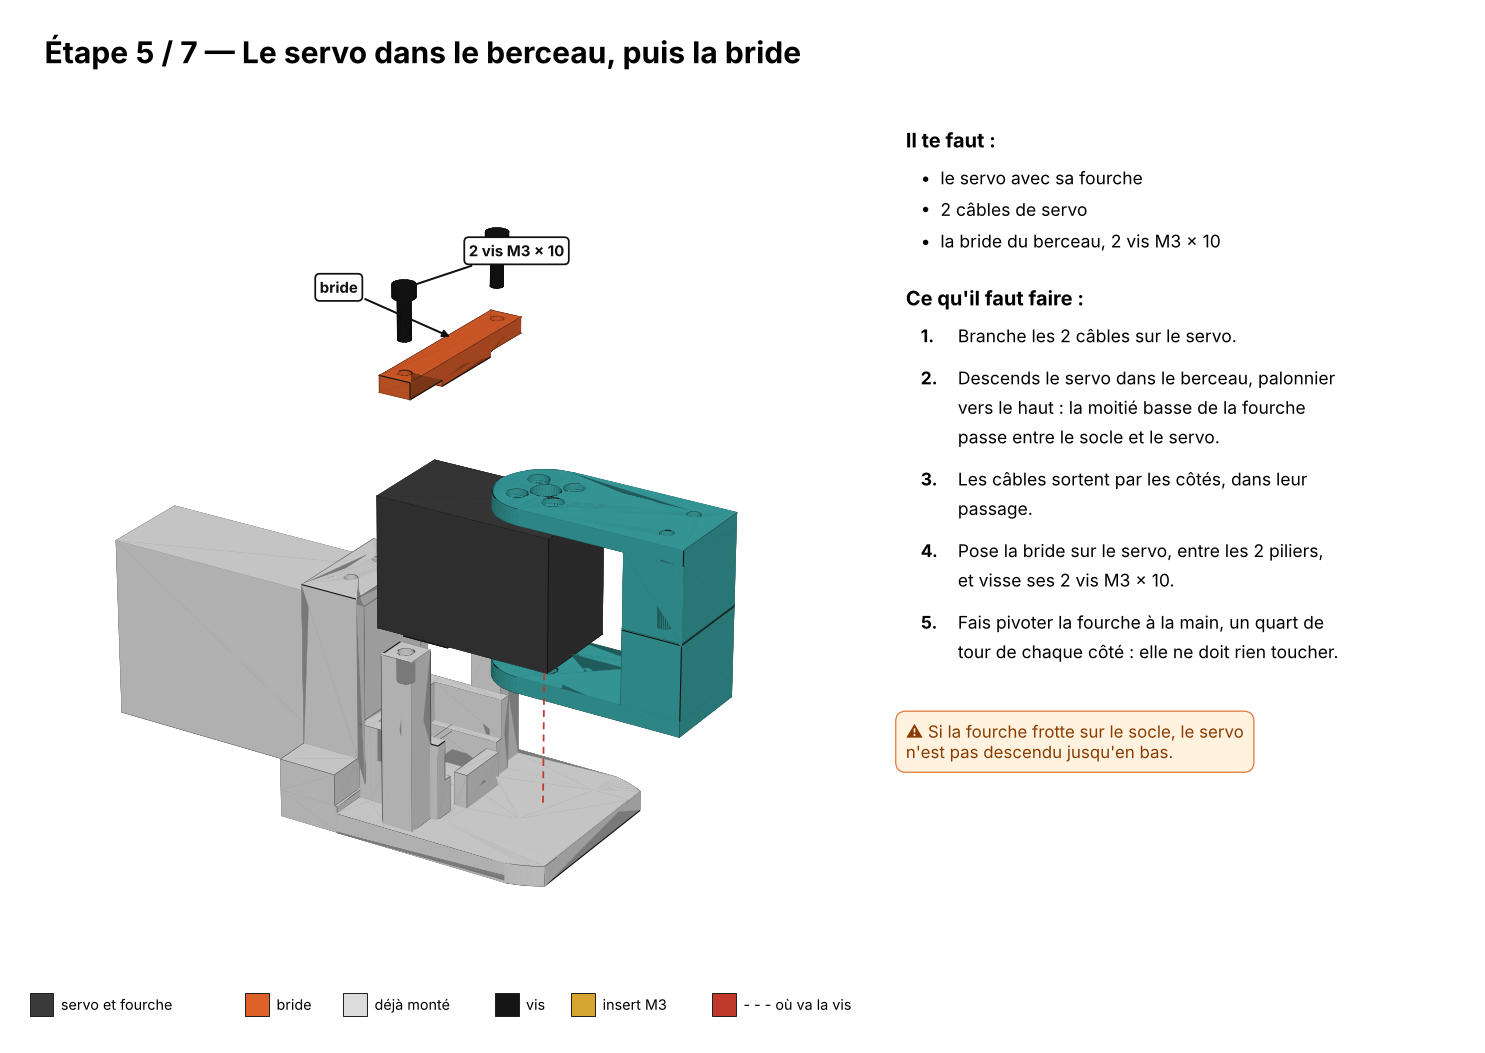 Étape 5 / 7 — Le servo dans le berceau, puis la bride
2 vis M3 × 10
bride
Il te faut :
• le servo avec sa fourche
• 2 câbles de servo
• la bride du berceau, 2 vis M3 × 10
Ce qu'il faut faire :
1. Branche les 2 câbles sur le servo.
2. Descends le servo dans le berceau, palonnier
vers le haut : la moitié basse de la fourche
passe entre le socle et le servo.
3. Les câbles sortent par les côtés, dans leur
passage.
4. Pose la bride sur le servo, entre les 2 piliers,
et visse ses 2 vis M3 × 10.
5. Fais pivoter la fourche à la main, un quart de
tour de chaque côté : elle ne doit rien toucher.
⚠ Si la fourche frotte sur le socle, le servo
n'est pas descendu jusqu'en bas.
servo et fourche
bride
déjà monté
vis
insert M3
- - - où va la vis